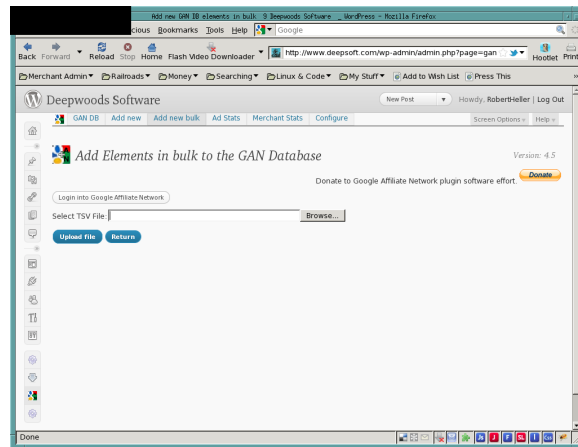 Add new GAN DB elements in bulk 9 Deepwoods Software _ WordPress - Mozilla Firefox
cious Bookmarks Tools Help Google
Back Forward Reload Stop Home Flash Video Downloader http://www.deepsoft.com/wp-admin/admin.php?page=gan Hootlet Print
Merchant Admin Railroads Money Searching Linux & Code My Stuff Add to Wish List Press This »
Deepwoods Software New Post Howdy, RobertHeller | Log Out
GAN DB Add new Add new bulk Ad Stats Merchant Stats Configure Screen Options Help
Add Elements in bulk to the GAN Database Version: 4.5
Donate to Google Affiliate Network plugin software effort. Donate
Login into Google Affiliate Network
Select TSV File: Browse...
Upload file Return
Done